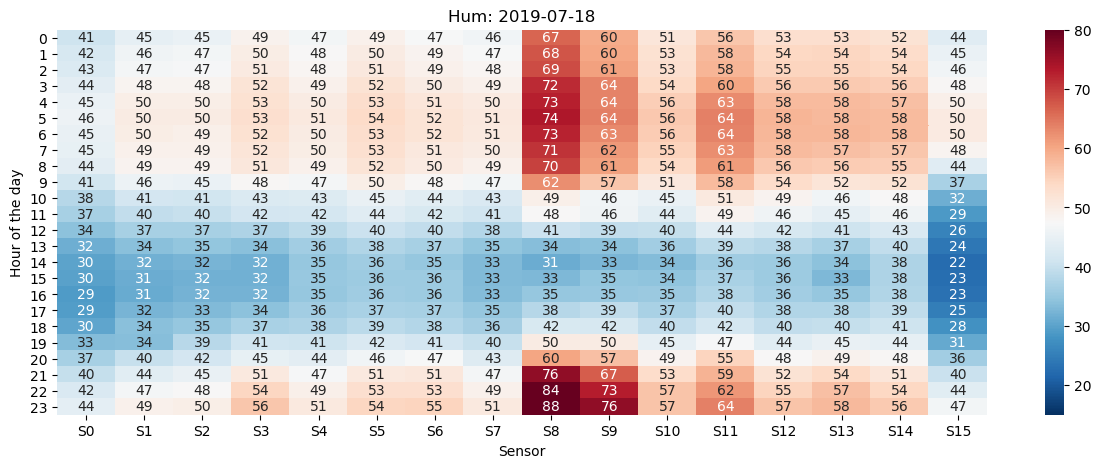 Hum: 2019-07-18
0 41 45 45 49 47 49 47 46 67 60 51 56 53 53 52 44
1 42 46 47 50 48 50 49 47 68 60 53 58 54 54 54 45
2 43 47 47 51 48 51 49 48 69 61 53 58 55 55 54 46
3 44 48 48 52 49 52 50 49 72 64 54 60 56 56 56 48
4 45 50 50 53 50 53 51 50 73 64 56 63 58 58 57 50
5 46 50 50 53 51 54 52 51 74 64 56 64 58 58 58 50
6 45 50 49 52 50 53 52 51 73 63 56 64 58 58 58 50
7 45 49 49 52 50 53 51 50 71 62 55 63 58 57 57 48
8 44 49 49 51 49 52 50 49 70 61 54 61 56 56 55 44
9 41 46 45 48 47 50 48 47 62 57 51 58 54 52 52 37
10 38 41 41 43 43 45 44 43 49 46 45 51 49 46 48 32
11 37 40 40 42 42 44 42 41 48 46 44 49 46 45 46 29
12 34 37 37 37 39 40 40 38 41 39 40 44 42 41 43 26
13 32 34 35 34 36 38 37 35 34 34 36 39 38 37 40 24
14 30 32 32 32 35 36 35 33 31 33 34 36 36 34 38 22
15 30 31 32 32 35 36 36 33 33 35 34 37 36 33 38 23
16 29 31 32 32 35 36 36 33 35 35 35 38 36 35 38 23
17 29 32 33 34 36 37 37 35 38 39 37 40 38 38 39 25
18 30 34 35 37 38 39 38 36 42 42 40 42 40 40 41 28
19 33 34 39 41 41 42 41 40 50 50 45 47 44 45 44 31
20 37 40 42 45 44 46 47 43 60 57 49 55 48 49 48 36
21 40 44 45 51 47 51 51 47 76 67 53 59 52 54 51 40
22 42 47 48 54 49 53 53 49 84 73 57 62 55 57 54 44
23 44 49 50 56 51 54 55 51 88 76 57 64 57 58 56 47
S0 S1 S2 S3 S4 S5 S6 S7 S8 S9 S10 S11 S12 S13 S14 S15
Sensor
Hour of the day
80
70
60
50
40
30
20